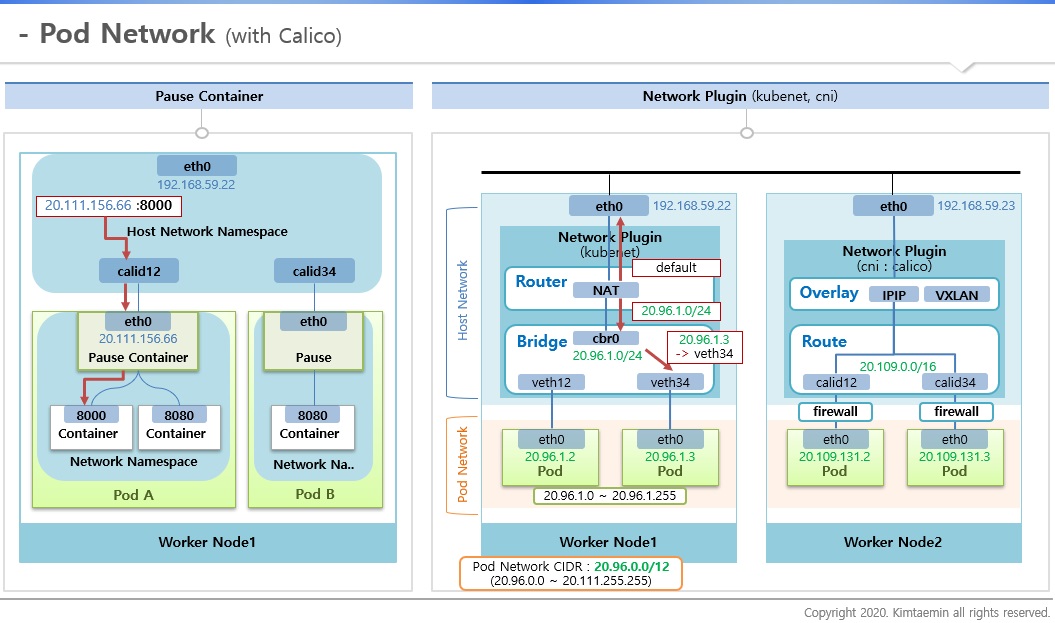 - Pod Network (with Calico)
Pause Container
eth0
192.168.59.22
20.111.156.66 :8000
Host Network Namespace
calid12
calid34
eth0
20.111.156.66
Pause Container
8000
Container
8080
Container
Network Namespace
Pod A
eth0
Pause
8080
Container
Network Na..
Pod B
Worker Node1
Network Plugin (kubenet, cni)
Host Network
Pod Network
eth0
192.168.59.22
Network Plugin
(kubenet)
default
Router
NAT
20.96.1.0/24
Bridge
cbr0
20.96.1.0/24
20.96.1.3
-> veth34
veth12
veth34
eth0
20.96.1.2
Pod
eth0
20.96.1.3
Pod
20.96.1.0 ~ 20.96.1.255
Worker Node1
Pod Network CIDR : 20.96.0.0/12
(20.96.0.0 ~ 20.111.255.255)
eth0
192.168.59.23
Network Plugin
(cni : calico)
Overlay
IPIP
VXLAN
Route
20.109.0.0/16
calid12
calid34
firewall
firewall
eth0
20.109.131.2
Pod
eth0
20.109.131.3
Pod
Worker Node2
Copyright 2020. Kimtaemin all rights reserved.